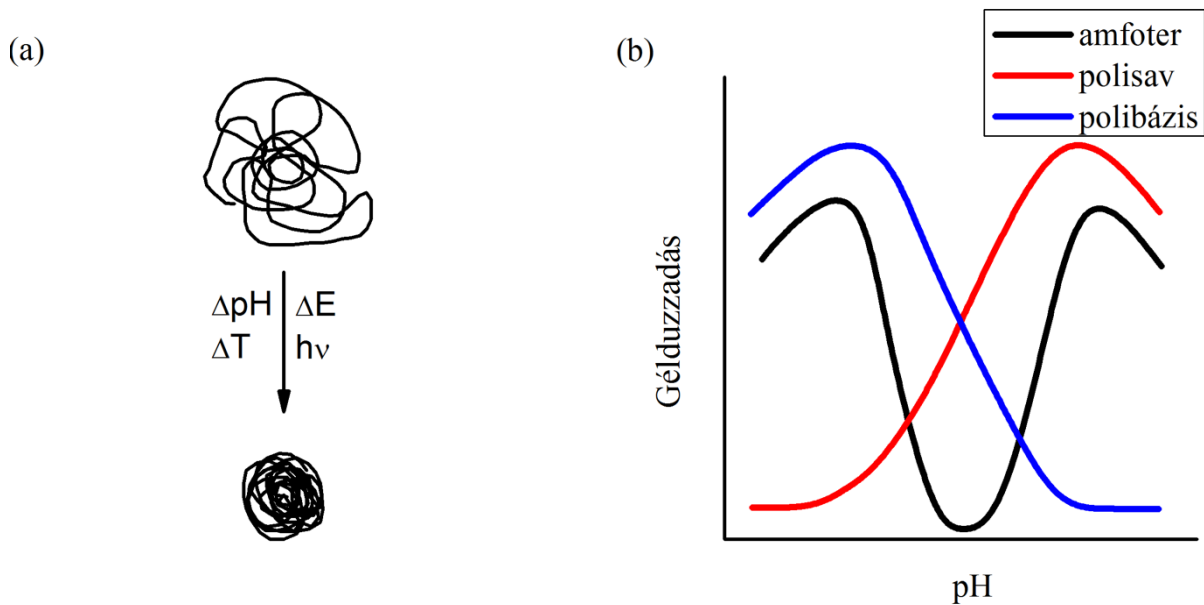 (a)
ΔpH ΔE
ΔT hν
(b)
amfoter
polisav
polibázis
Gélduzzadás
pH